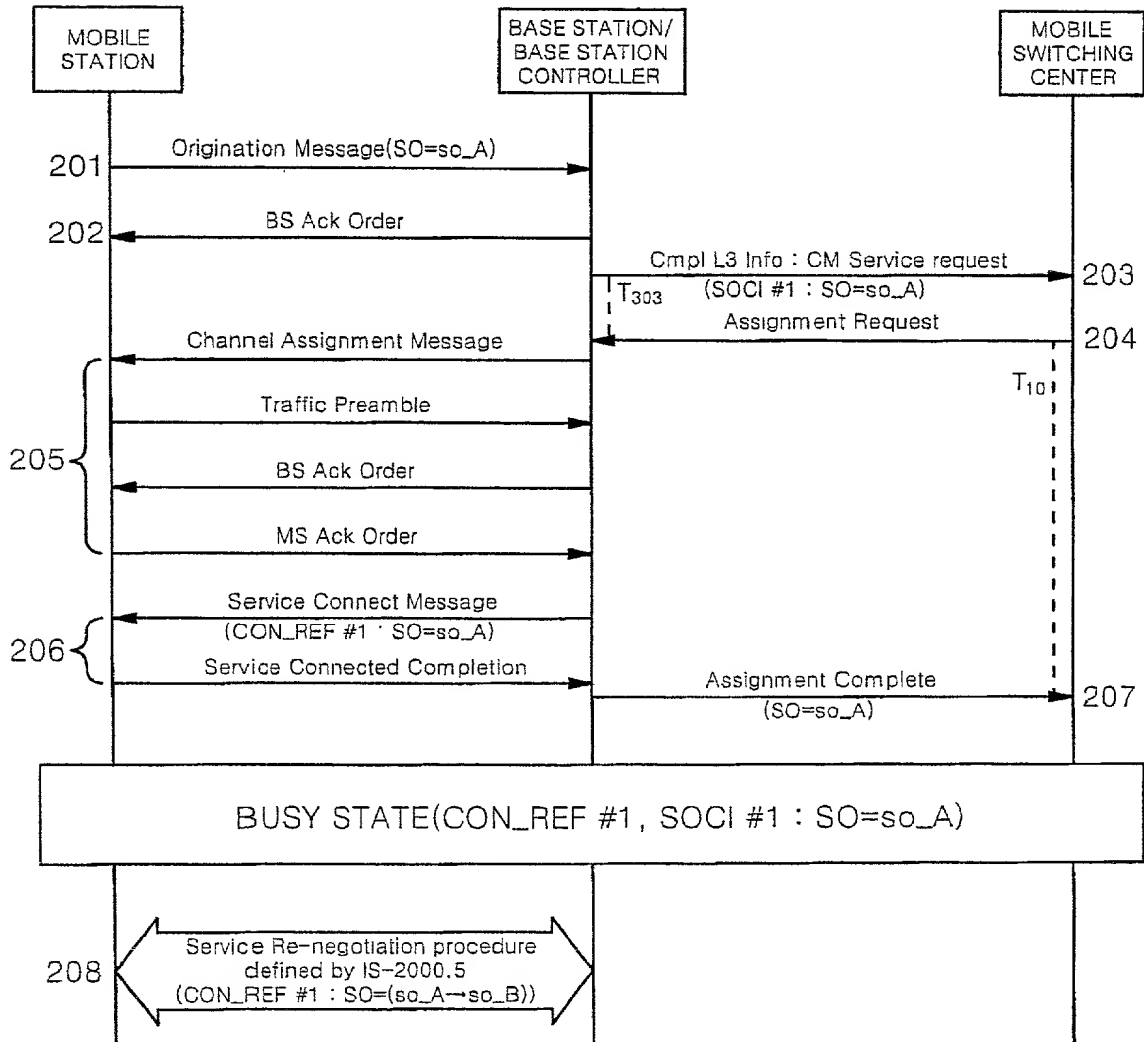 MOBILE
STATION
BASE STATION/
BASE STATION
CONTROLLER
MOBILE
SWITCHING
CENTER
201
Origination Message(SO=so_A)
202
BS Ack Order
Cmpl L3 Info : CM Service request
203
(SOCI #1 : SO=so_A)
T303
Assignment Request
204
Channel Assignment Message
T10
Traffic Preamble
205
BS Ack Order
MS Ack Order
Service Connect Message
(CON_REF #1 : SO=so_A)
206
Service Connected Completion
Assignment Complete
207
(SO=so_A)
BUSY STATE(CON_REF #1, SOCI #1 : SO=so_A)
208
Service Re-negotiation procedure
defined by IS-2000.5
(CON_REF #1 : SO=(so_A→so_B))